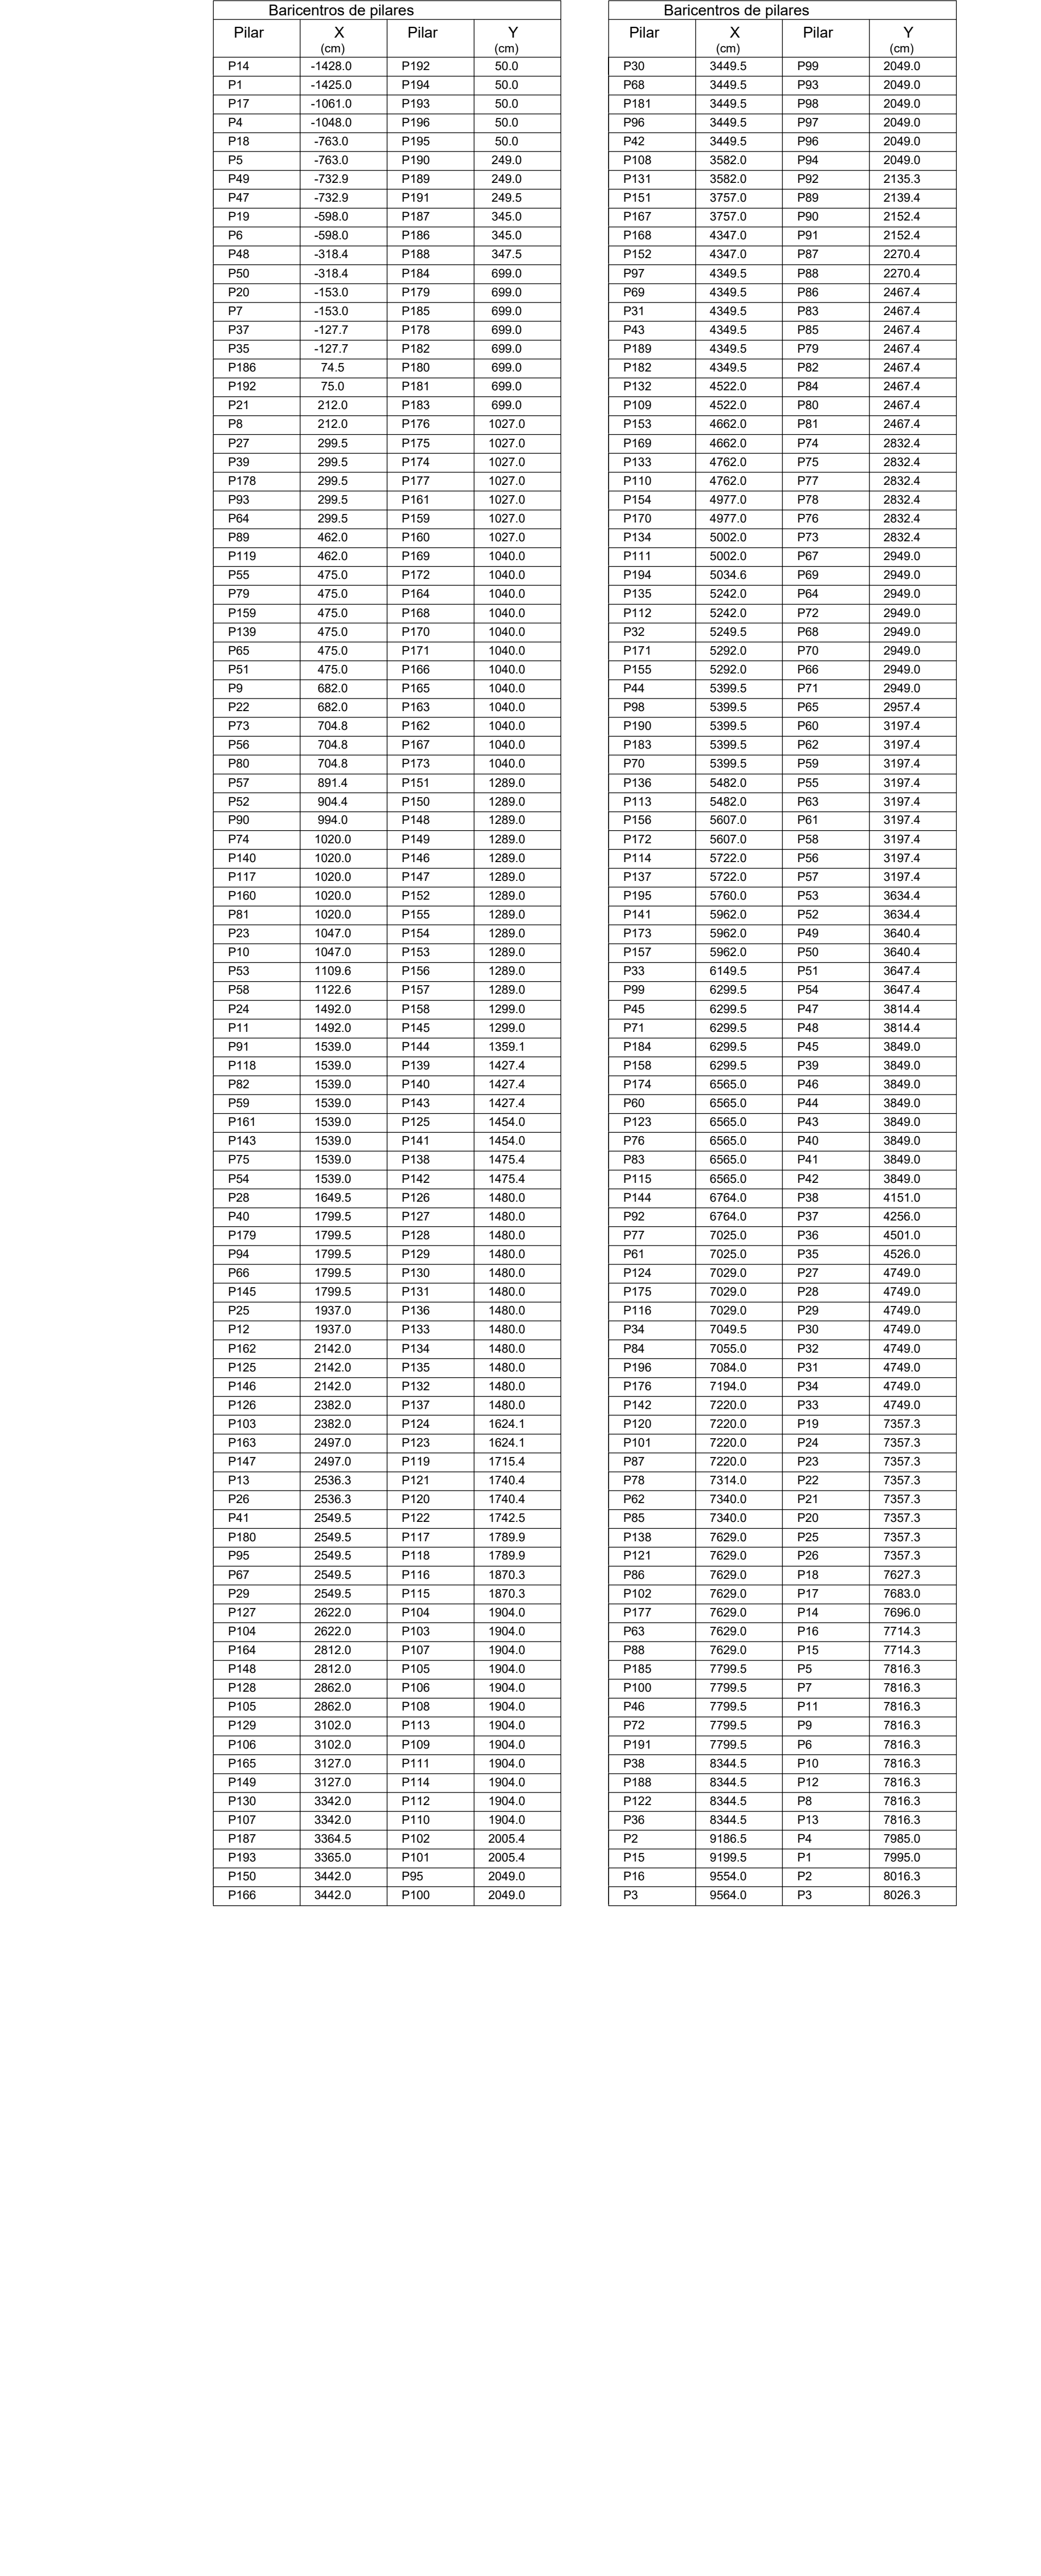 Baricentros de pilares
Pilar X Pilar Y
(cm) (cm)
P14 -1428.0 P192 50.0
P1 -1425.0 P194 50.0
P17 -1061.0 P193 50.0
P4 -1048.0 P196 50.0
P18 -763.0 P195 50.0
P5 -763.0 P190 249.0
P49 -732.9 P189 249.0
P47 -732.9 P191 249.5
P19 -598.0 P187 345.0
P6 -598.0 P186 345.0
P48 -318.4 P188 347.5
P50 -318.4 P184 699.0
P20 -153.0 P179 699.0
P7 -153.0 P185 699.0
P37 -127.7 P178 699.0
P35 -127.7 P182 699.0
P186 74.5 P180 699.0
P192 75.0 P181 699.0
P21 212.0 P183 699.0
P8 212.0 P176 1027.0
P27 299.5 P175 1027.0
P39 299.5 P174 1027.0
P178 299.5 P177 1027.0
P93 299.5 P161 1027.0
P64 299.5 P159 1027.0
P89 462.0 P160 1027.0
P119 462.0 P169 1040.0
P55 475.0 P172 1040.0
P79 475.0 P164 1040.0
P159 475.0 P168 1040.0
P139 475.0 P170 1040.0
P65 475.0 P171 1040.0
P51 475.0 P166 1040.0
P9 682.0 P165 1040.0
P22 682.0 P163 1040.0
P73 704.8 P162 1040.0
P56 704.8 P167 1040.0
P80 704.8 P173 1040.0
P57 891.4 P151 1289.0
P52 904.4 P150 1289.0
P90 994.0 P148 1289.0
P74 1020.0 P149 1289.0
P140 1020.0 P146 1289.0
P117 1020.0 P147 1289.0
P160 1020.0 P152 1289.0
P81 1020.0 P155 1289.0
P23 1047.0 P154 1289.0
P10 1047.0 P153 1289.0
P53 1109.6 P156 1289.0
P58 1122.6 P157 1289.0
P24 1492.0 P158 1299.0
P11 1492.0 P145 1299.0
P91 1539.0 P144 1359.1
P118 1539.0 P139 1427.4
P82 1539.0 P140 1427.4
P59 1539.0 P143 1427.4
P161 1539.0 P125 1454.0
P143 1539.0 P141 1454.0
P75 1539.0 P138 1475.4
P54 1539.0 P142 1475.4
P28 1649.5 P126 1480.0
P40 1799.5 P127 1480.0
P179 1799.5 P128 1480.0
P94 1799.5 P129 1480.0
P66 1799.5 P130 1480.0
P145 1799.5 P131 1480.0
P25 1937.0 P136 1480.0
P12 1937.0 P133 1480.0
P162 2142.0 P134 1480.0
P125 2142.0 P135 1480.0
P146 2142.0 P132 1480.0
P126 2382.0 P137 1480.0
P103 2382.0 P124 1624.1
P163 2497.0 P123 1624.1
P147 2497.0 P119 1715.4
P13 2536.3 P121 1740.4
P26 2536.3 P120 1740.4
P41 2549.5 P122 1742.5
P180 2549.5 P117 1789.9
P95 2549.5 P118 1789.9
P67 2549.5 P116 1870.3
P29 2549.5 P115 1870.3
P127 2622.0 P104 1904.0
P104 2622.0 P103 1904.0
P164 2812.0 P107 1904.0
P148 2812.0 P105 1904.0
P128 2862.0 P106 1904.0
P105 2862.0 P108 1904.0
P129 3102.0 P113 1904.0
P106 3102.0 P109 1904.0
P165 3127.0 P111 1904.0
P149 3127.0 P114 1904.0
P130 3342.0 P112 1904.0
P107 3342.0 P110 1904.0
P187 3364.5 P102 2005.4
P193 3365.0 P101 2005.4
P150 3442.0 P95 2049.0
P166 3442.0 P100 2049.0
Baricentros de pilares
Pilar X Pilar Y
(cm) (cm)
P30 3449.5 P99 2049.0
P68 3449.5 P93 2049.0
P181 3449.5 P98 2049.0
P96 3449.5 P97 2049.0
P42 3449.5 P96 2049.0
P108 3582.0 P94 2049.0
P131 3582.0 P92 2135.3
P151 3757.0 P89 2139.4
P167 3757.0 P90 2152.4
P168 4347.0 P91 2152.4
P152 4347.0 P87 2270.4
P97 4349.5 P88 2270.4
P69 4349.5 P86 2467.4
P31 4349.5 P83 2467.4
P43 4349.5 P85 2467.4
P189 4349.5 P79 2467.4
P182 4349.5 P82 2467.4
P132 4522.0 P84 2467.4
P109 4522.0 P80 2467.4
P153 4662.0 P81 2467.4
P169 4662.0 P74 2832.4
P133 4762.0 P75 2832.4
P110 4762.0 P77 2832.4
P154 4977.0 P78 2832.4
P170 4977.0 P76 2832.4
P134 5002.0 P73 2832.4
P111 5002.0 P67 2949.0
P194 5034.6 P69 2949.0
P135 5242.0 P64 2949.0
P112 5242.0 P72 2949.0
P32 5249.5 P68 2949.0
P171 5292.0 P70 2949.0
P155 5292.0 P66 2949.0
P44 5399.5 P71 2949.0
P98 5399.5 P65 2957.4
P190 5399.5 P60 3197.4
P183 5399.5 P62 3197.4
P70 5399.5 P59 3197.4
P136 5482.0 P55 3197.4
P113 5482.0 P63 3197.4
P156 5607.0 P61 3197.4
P172 5607.0 P58 3197.4
P114 5722.0 P56 3197.4
P137 5722.0 P57 3197.4
P195 5760.0 P53 3634.4
P141 5962.0 P52 3634.4
P173 5962.0 P49 3640.4
P157 5962.0 P50 3640.4
P33 6149.5 P51 3647.4
P99 6299.5 P54 3647.4
P45 6299.5 P47 3814.4
P71 6299.5 P48 3814.4
P184 6299.5 P45 3849.0
P158 6299.5 P39 3849.0
P174 6565.0 P46 3849.0
P60 6565.0 P44 3849.0
P123 6565.0 P43 3849.0
P76 6565.0 P40 3849.0
P83 6565.0 P41 3849.0
P115 6565.0 P42 3849.0
P144 6764.0 P38 4151.0
P92 6764.0 P37 4256.0
P77 7025.0 P36 4501.0
P61 7025.0 P35 4526.0
P124 7029.0 P27 4749.0
P175 7029.0 P28 4749.0
P116 7029.0 P29 4749.0
P34 7049.5 P30 4749.0
P84 7055.0 P32 4749.0
P196 7084.0 P31 4749.0
P176 7194.0 P34 4749.0
P142 7220.0 P33 4749.0
P120 7220.0 P19 7357.3
P101 7220.0 P24 7357.3
P87 7220.0 P23 7357.3
P78 7314.0 P22 7357.3
P62 7340.0 P21 7357.3
P85 7340.0 P20 7357.3
P138 7629.0 P25 7357.3
P121 7629.0 P26 7357.3
P86 7629.0 P18 7627.3
P102 7629.0 P17 7683.0
P177 7629.0 P14 7696.0
P63 7629.0 P16 7714.3
P88 7629.0 P15 7714.3
P185 7799.5 P5 7816.3
P100 7799.5 P7 7816.3
P46 7799.5 P11 7816.3
P72 7799.5 P9 7816.3
P191 7799.5 P6 7816.3
P38 8344.5 P10 7816.3
P188 8344.5 P12 7816.3
P122 8344.5 P8 7816.3
P36 8344.5 P13 7816.3
P2 9186.5 P4 7985.0
P15 9199.5 P1 7995.0
P16 9554.0 P2 8016.3
P3 9564.0 P3 8026.3